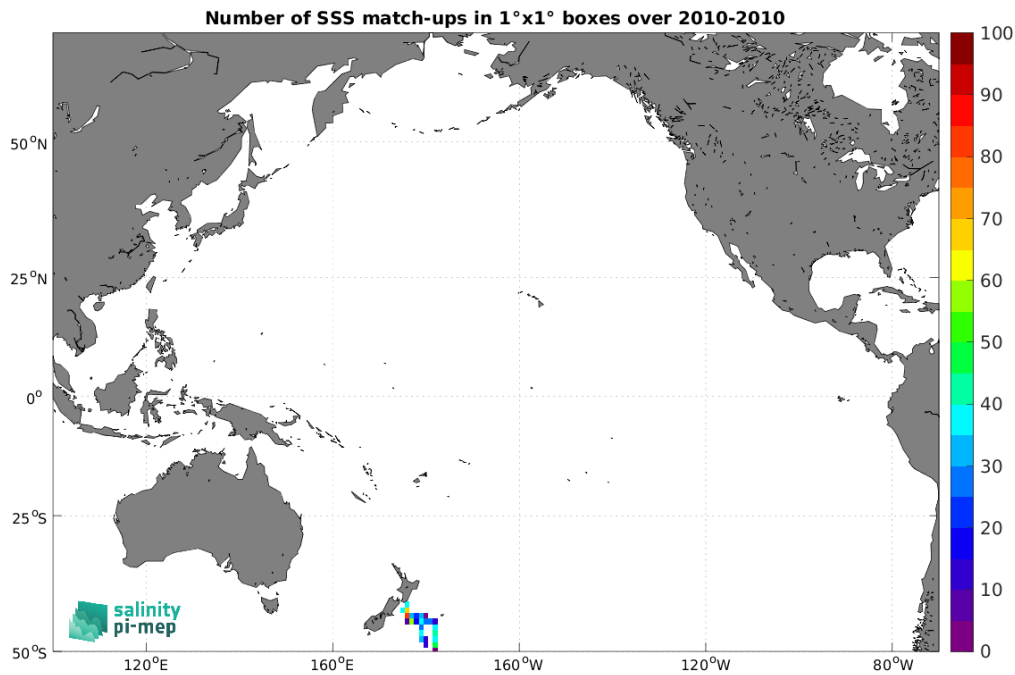 Number of SSS match-ups in 1°x1° boxes over 2010-2010
100
90
80
70
60
50
40
30
20
10
0
50°N
25°N
0°
25°S
50°S
120°E
160°E
160°W
120°W
80°W
salinity
pi-mep